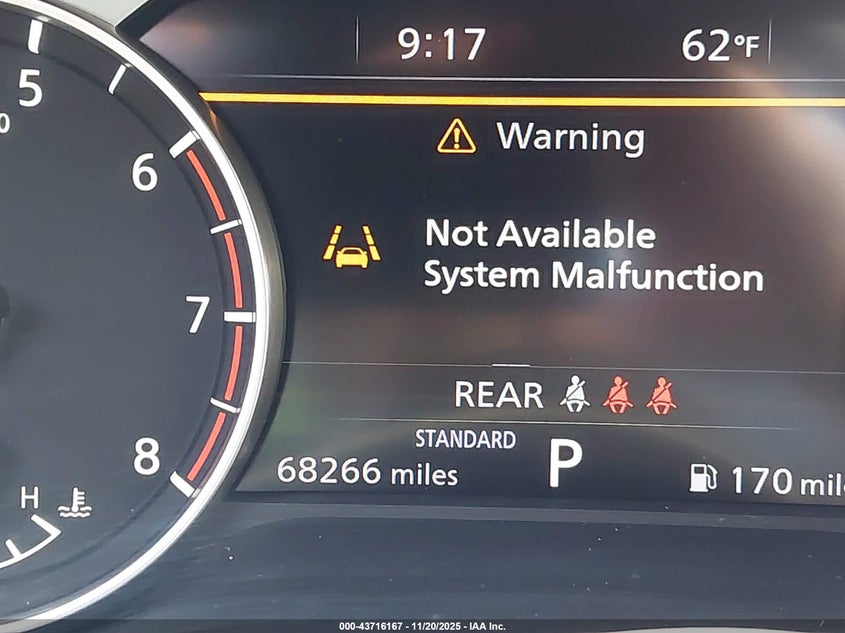 9:17 62°F
5
Warning
6
Not Available
System Malfunction
7
REAR
STANDARD
8
68266 miles P 170 mil
H
000-43716167 - 11/20/2025 - IAA Inc.